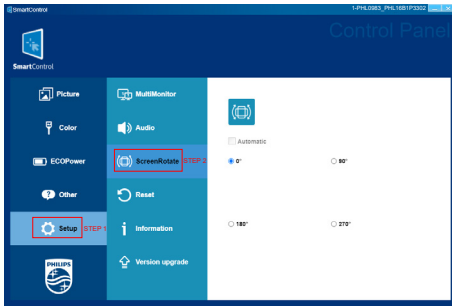 SmartControl
1-PHL0983_PHL16B1P3302
Control Panel
SmartControl
Picture
Color
ECOPower
Other
Setup STEP 1
PHILIPS
MultiMonitor
Audio
ScreenRotate STEP 2
Reset
Information
Version upgrade
Automatic
0°
90°
180°
270°